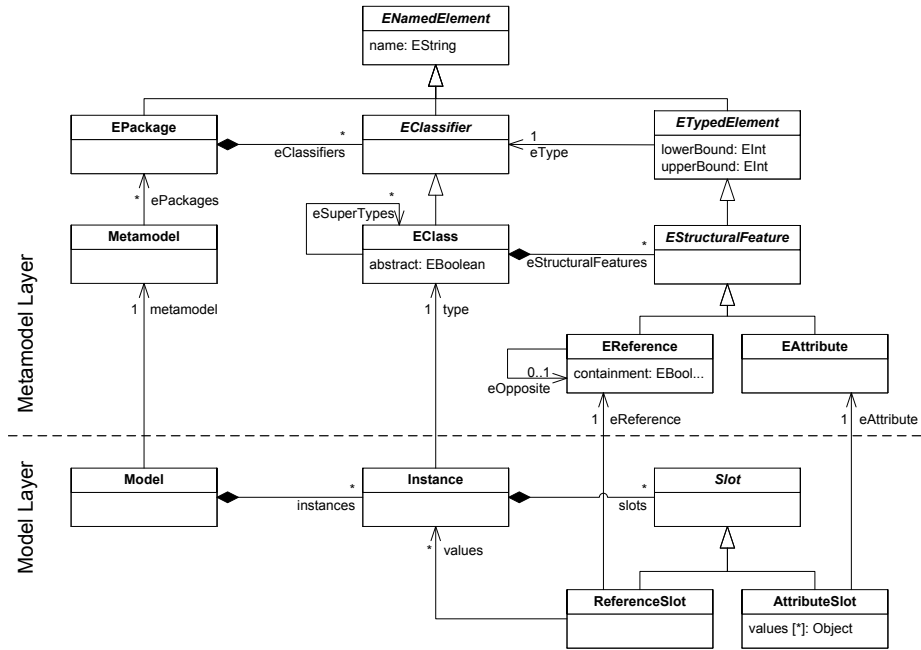 ENamedElement
name: EString
EPackage
*
eClassifiers
EClassifier
1
eType
ETypedElement
lowerBound: EInt
upperBound: EInt
* ePackages
*
eSuperTypes
Metamodel
EClass
abstract: EBoolean
*
eStructuralFeatures
EStructuralFeature
1 metamodel
1 type
EReference
containment: EBool...
0..1
eOpposite
EAttribute
1 eReference
1 eAttribute
Metamodel Layer
Model Layer
Model
*
instances
Instance
*
slots
Slot
* values
ReferenceSlot
AttributeSlot
values [*]: Object